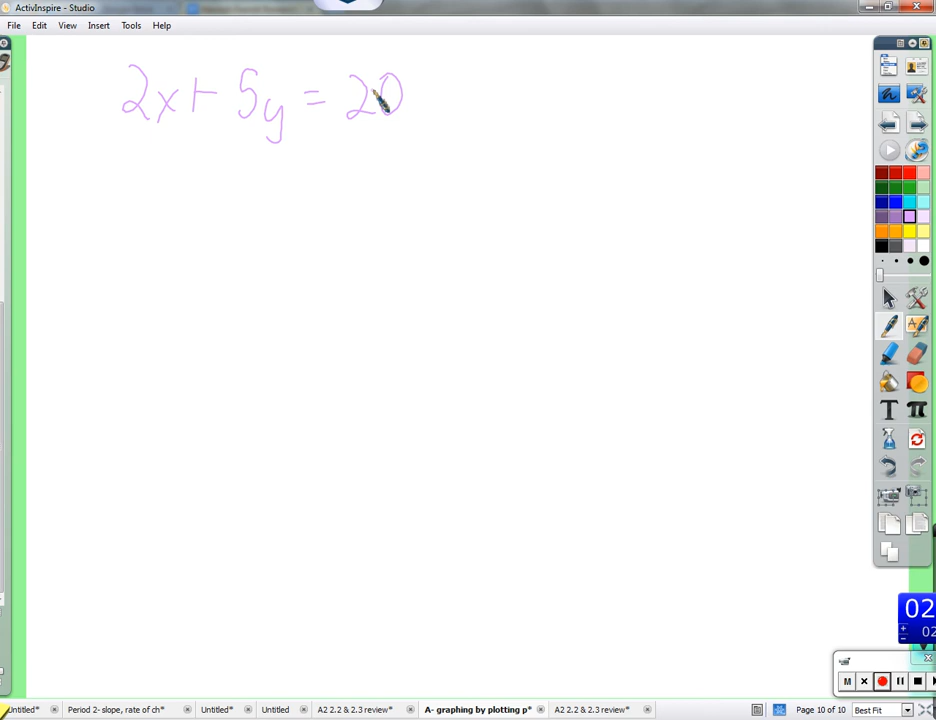 ActivInspire - Studio
File Edit View Insert Tools Help
2x + 5y = 20
T π
02
02
M
Untitled* Period 2- slope, rate of ch* Untitled* Untitled A2 2.2 & 2.3 review* A- graphing by plotting p* A2 2.2 & 2.3 review* Page 10 of 10 Best Fit